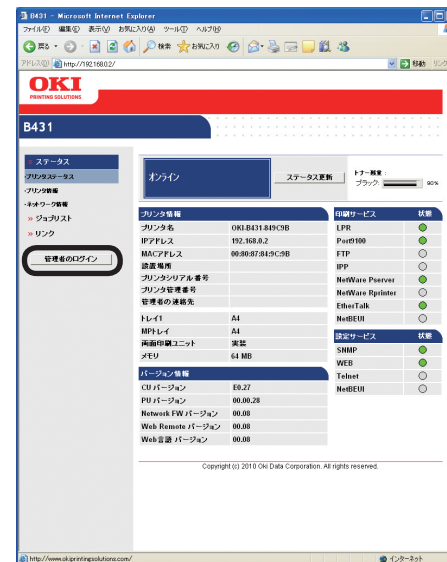 B431 - Microsoft Internet Explorer
ファイル(F) 編集(E) 表示(V) お気に入り(A) ツール(T) ヘルプ(H)
戻る 検索 お気に入り
アドレス(D) http://192.168.0.2/ 移動 リンク
OKI
PRINTING SOLUTIONS
B431
ステータス
・プリンタステータス
・プリンタ情報
・ネットワーク情報
» ジョブリスト
» リンク
管理者のログイン
オンライン
ステータス更新
トナー残量:
ブラック: 90%
プリンタ情報
プリンタ名 OKI-B431-849C9B
IPアドレス 192.168.0.2
MACアドレス 00:80:87:84:9C:9B
設置場所
プリンタシリアル番号
プリンタ管理番号
管理者の連絡先
トレイ1 A4
MPトレイ A4
両面印刷ユニット 実装
メモリ 64 MB
バージョン情報
CU バージョン E0.27
PU バージョン 00.00.28
Network FW バージョン 00.08
Web Remote バージョン 00.08
Web言語 バージョン 00.08
印刷サービス 状態
LPR
Port9100
FTP
IPP
NetWare Pserver
NetWare Rprinter
EtherTalk
NetBEUI
設定サービス 状態
SNMP
WEB
Telnet
NetBEUI
Copyright (c) 2010 Oki Data Corporation. All rights reserved.
http://www.okiprintingsolutions.com/ インターネット